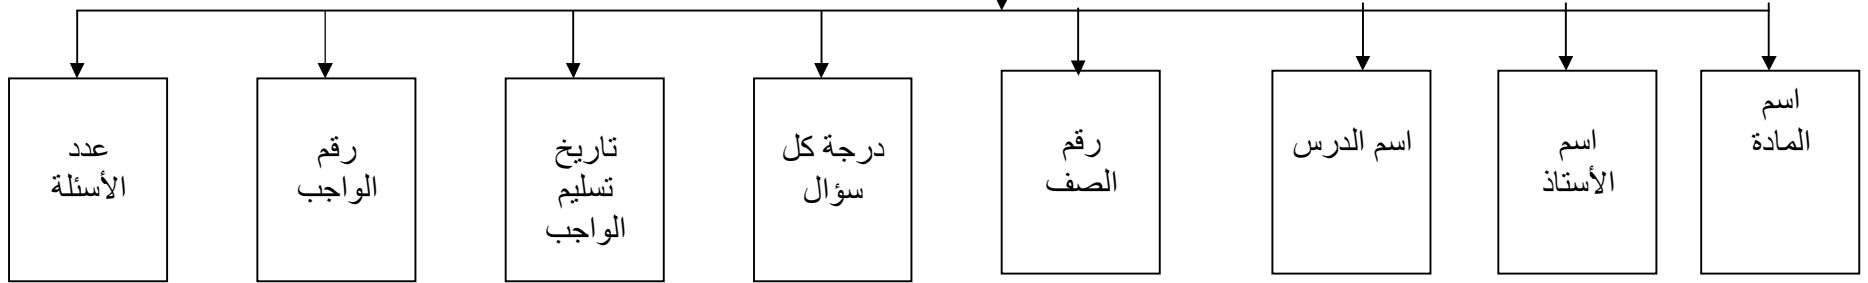 اسم
المادة
اسم
الأستاذ
اسم الدرس
رقم
الصف
درجة كل
سؤال
تاريخ
تسليم
الواجب
رقم
الواجب
عدد
الأسئلة